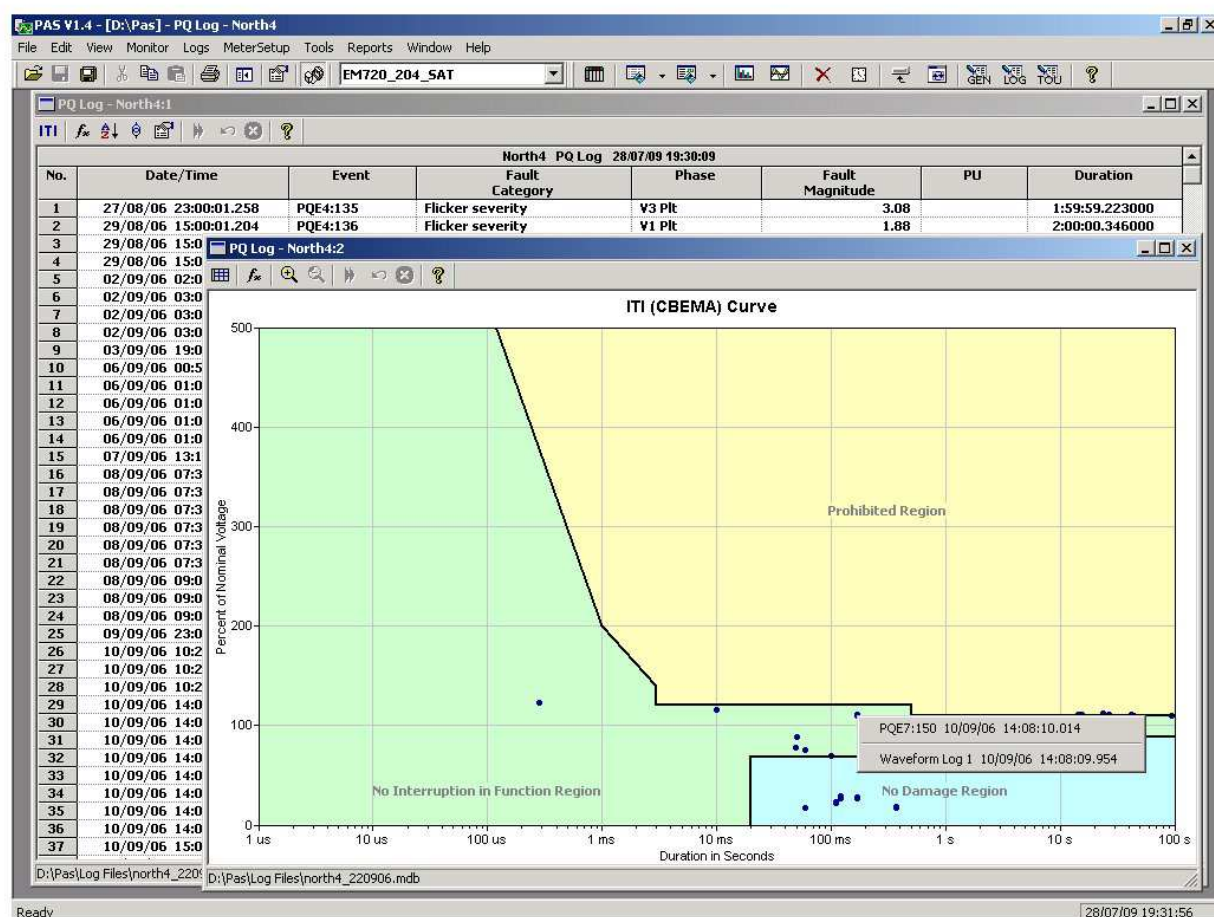 PAS V1.4 - [D:\Pas] - PQ Log - North4
File Edit View Monitor Logs MeterSetup Tools Reports Window Help
EM720_204_SAT
GEN LOG TOU
PQ Log - North4:1
ITI
North4 PQ Log 28/07/09 19:30:09
No. Date/Time Event Fault Category Phase Fault Magnitude PU Duration
1 27/08/06 23:00:01.258 PQE4:135 Flicker severity V3 Plt 3.08 1:59:59.223000
2 29/08/06 15:00:01.204 PQE4:136 Flicker severity V1 Plt 1.88 2:00:00.346000
3 29/08/06 15:0
4 29/08/06 15:0
5 02/09/06 02:0
6 02/09/06 03:0
7 02/09/06 03:0
8 02/09/06 03:0
9 03/09/06 19:0
10 06/09/06 00:5
11 06/09/06 01:0
12 06/09/06 01:0
13 06/09/06 01:0
14 06/09/06 01:0
15 07/09/06 13:1
16 08/09/06 07:3
17 08/09/06 07:3
18 08/09/06 07:3
19 08/09/06 07:3
20 08/09/06 07:3
21 08/09/06 07:3
22 08/09/06 09:0
23 08/09/06 09:0
24 08/09/06 09:0
25 09/09/06 23:0
26 10/09/06 10:2
27 10/09/06 10:2
28 10/09/06 10:2
29 10/09/06 14:0
30 10/09/06 14:0
31 10/09/06 14:0
32 10/09/06 14:0
33 10/09/06 14:0
34 10/09/06 14:0
35 10/09/06 14:0
36 10/09/06 14:0
37 10/09/06 15:0
D:\Pas\Log Files\north4_220
PQ Log - North4:2
ITI (CBEMA) Curve
Percent of Nominal Voltage
500
400
300
200
100
0
Prohibited Region
PQE7:150 10/09/06 14:08:10.014
Waveform Log 1 10/09/06 14:08:09.954
No Interruption in Function Region
No Damage Region
1 us 10 us 100 us 1 ms 10 ms 100 ms 1 s 10 s 100 s
Duration in Seconds
D:\Pas\Log Files\north4_220906.mdb
Ready
28/07/09 19:31:56